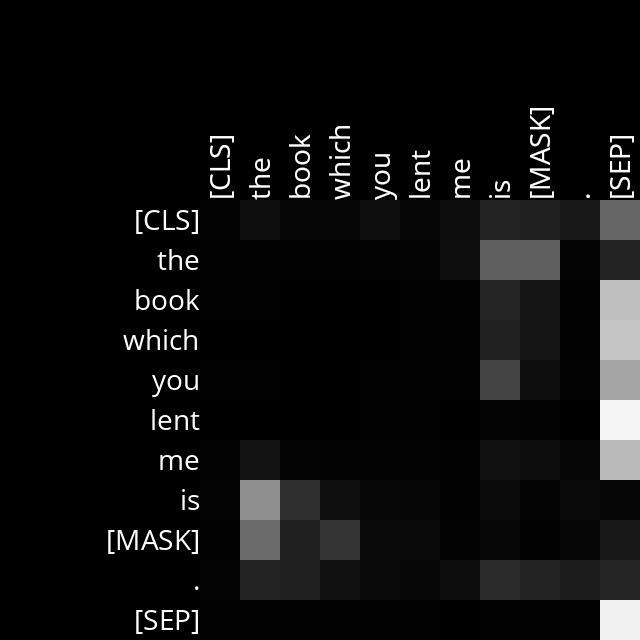 [CLS] the book which you lent me is [MASK] . [SEP]
[CLS]
the
book
which
you
lent
me
is
[MASK]
.
[SEP]